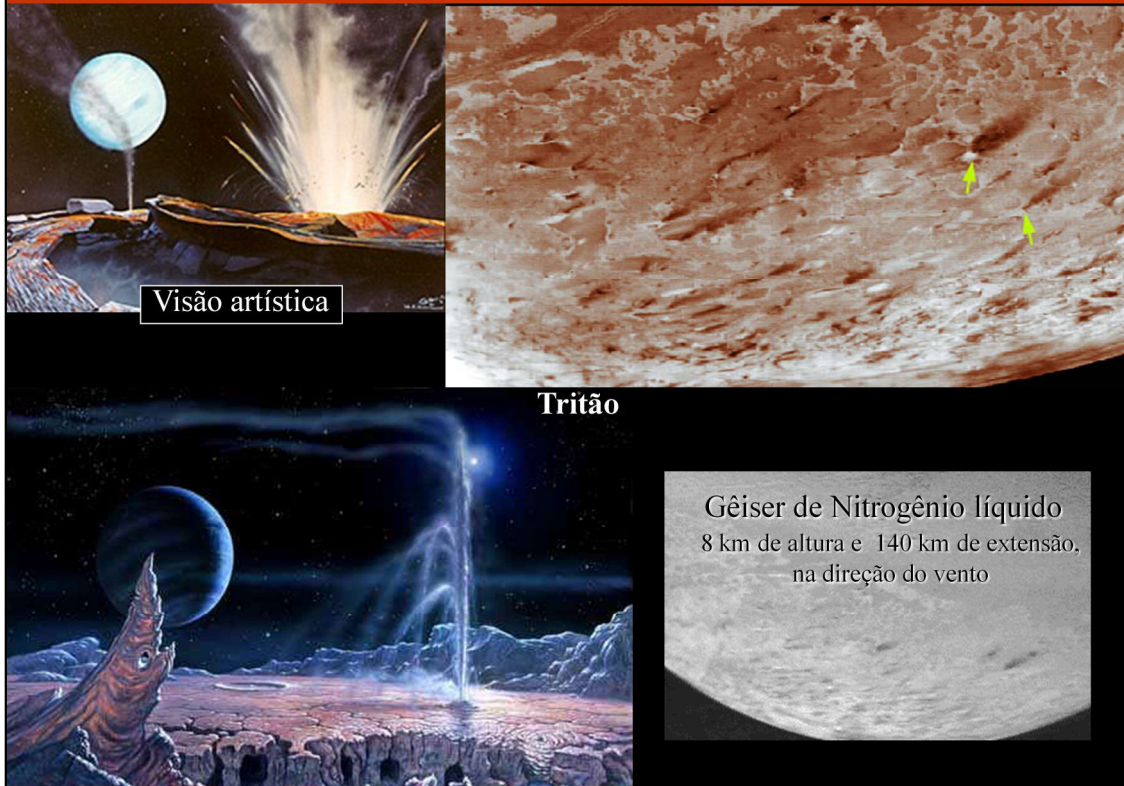 Visão artística
Tritão
Gêiser de Nitrogênio líquido
8 km de altura e 140 km de extensão,
na direção do vento